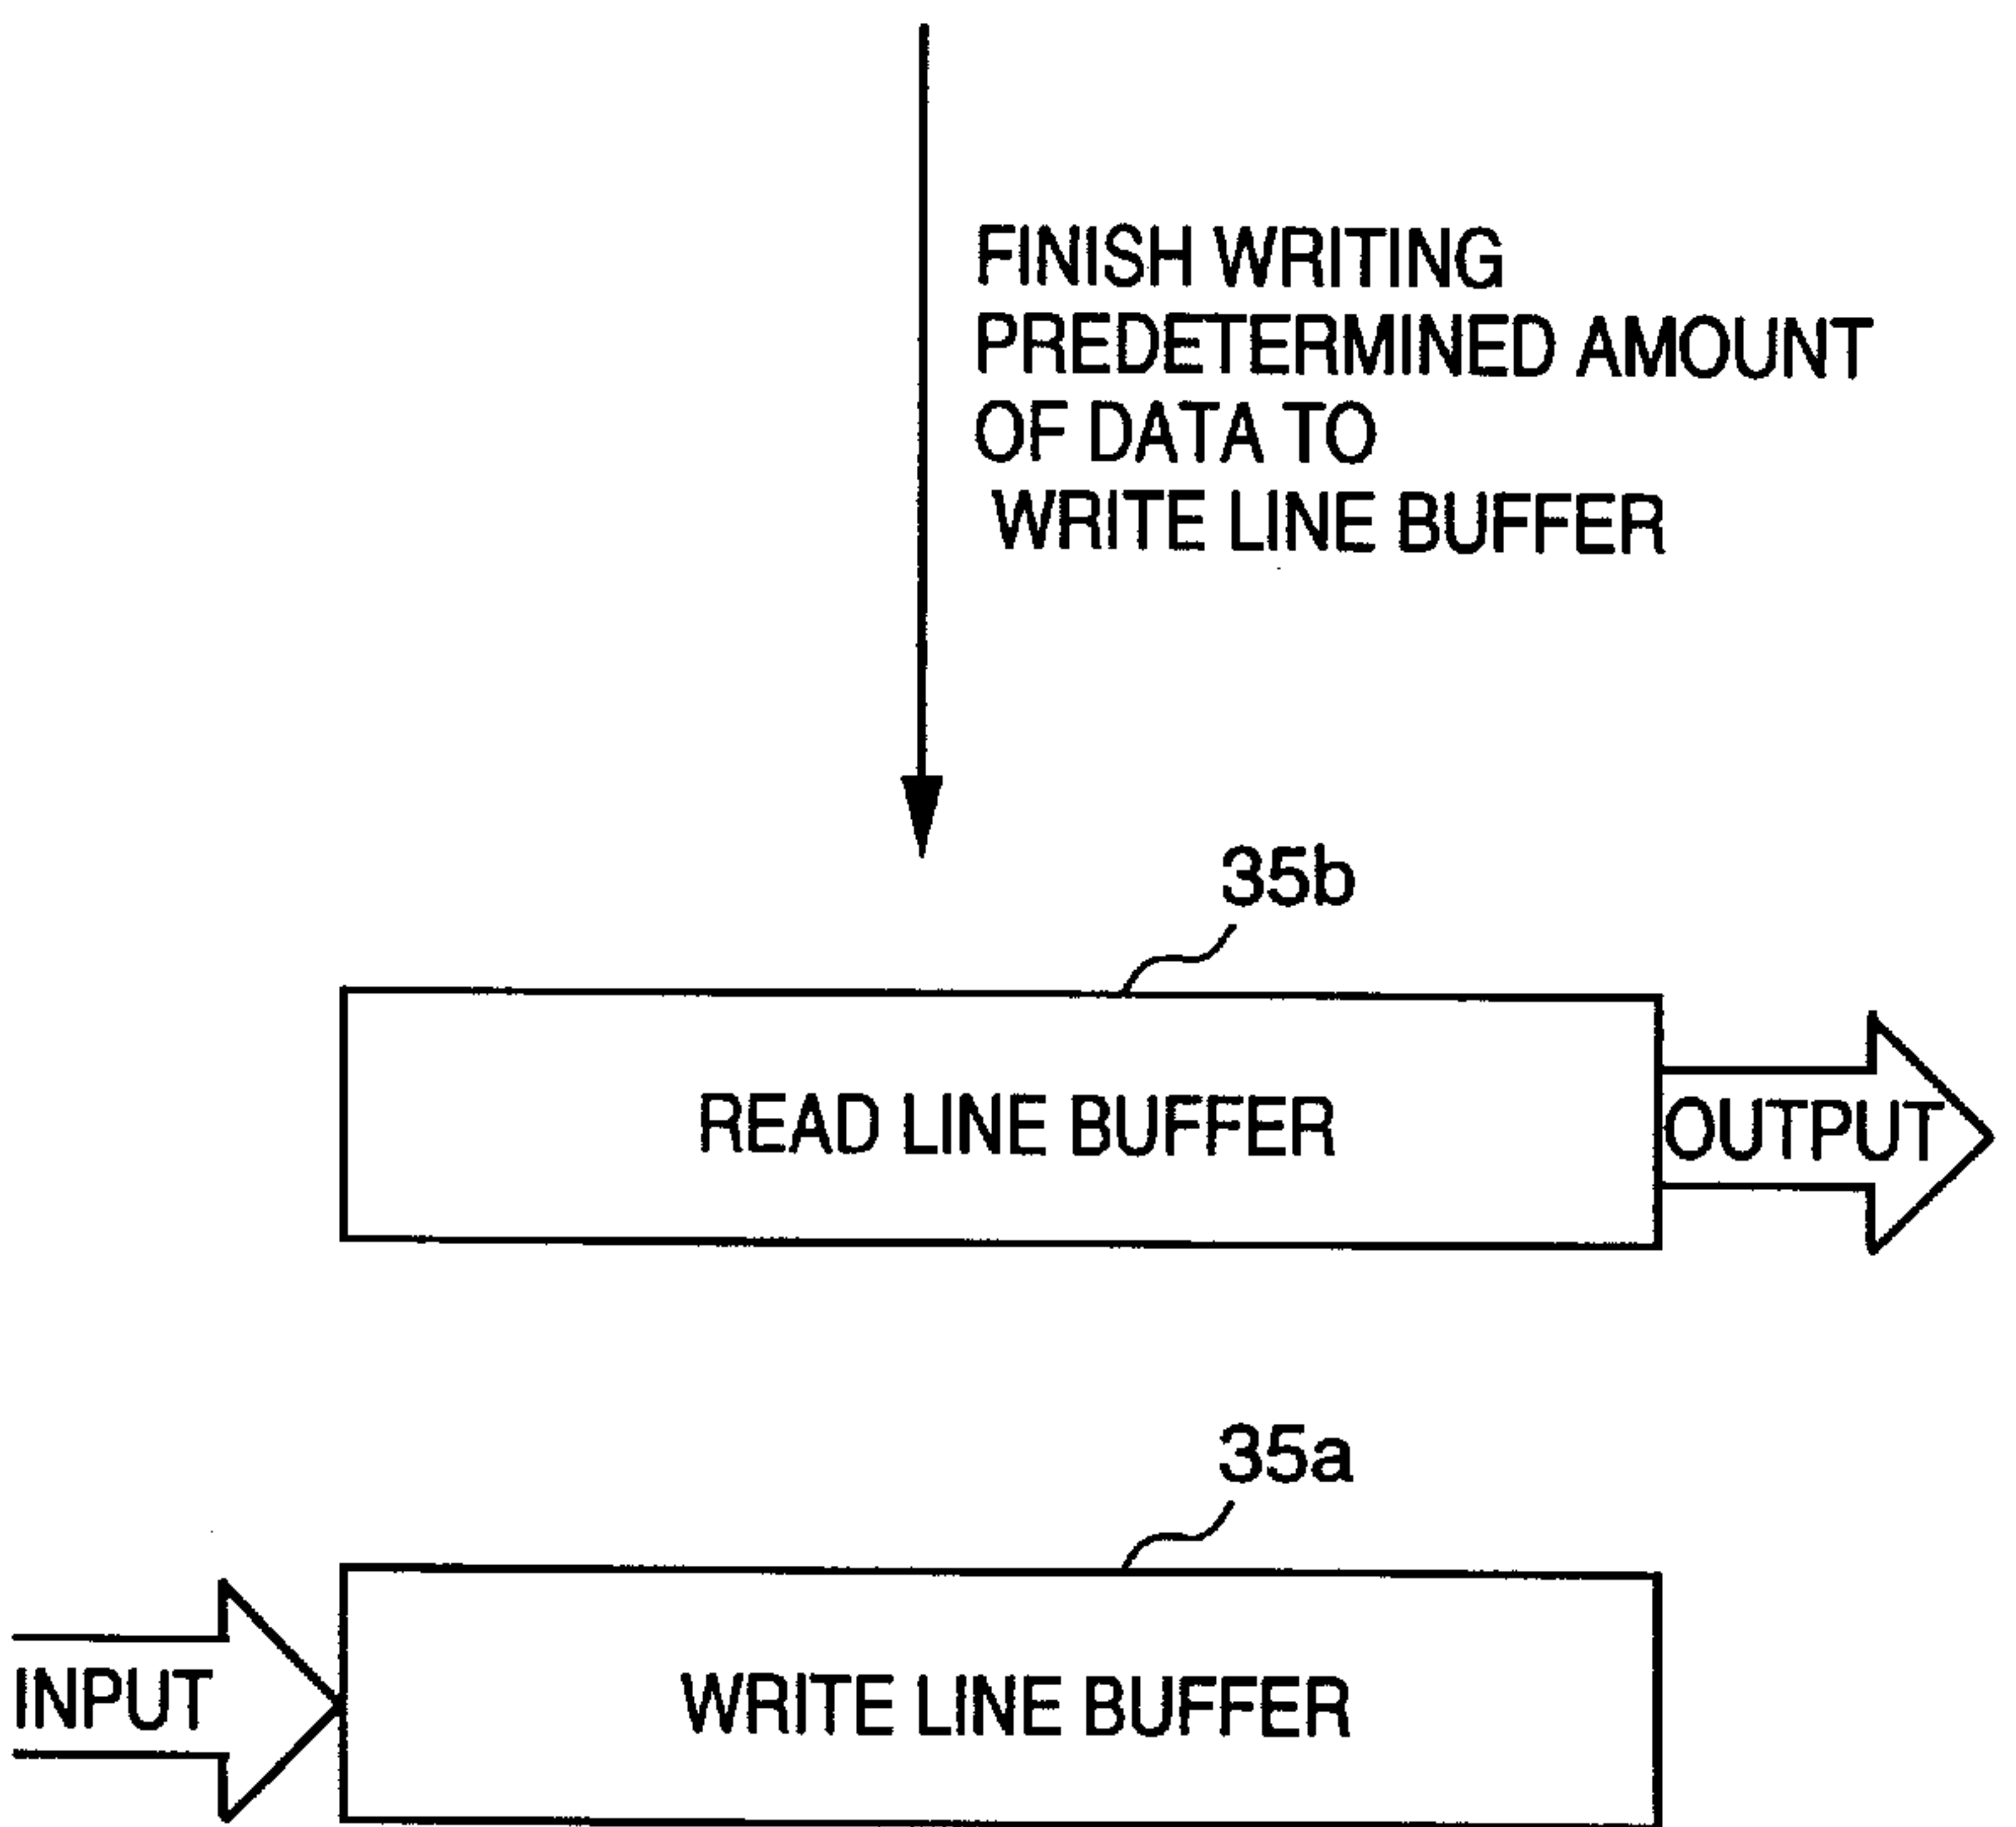 FINISH WRITING
PREDETERMINED AMOUNT
OF DATA TO
WRITE LINE BUFFER
35b
READ LINE BUFFER
OUTPUT
35a
INPUT
WRITE LINE BUFFER